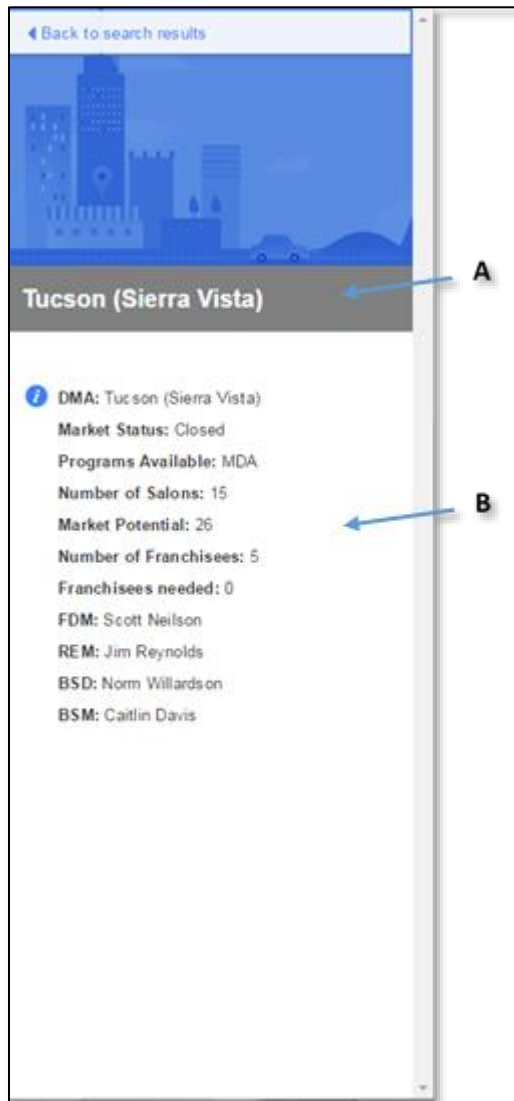 Back to search results
Tucson (Sierra Vista)
A
DMA: Tucson (Sierra Vista)
Market Status: Closed
Programs Available: MDA
Number of Salons: 15
Market Potential: 26
B
Number of Franchisees: 5
Franchisees needed: 0
FDM: Scott Neilson
REM: Jim Reynolds
BSD: Norm Willardson
BSM: Caitlin Davis